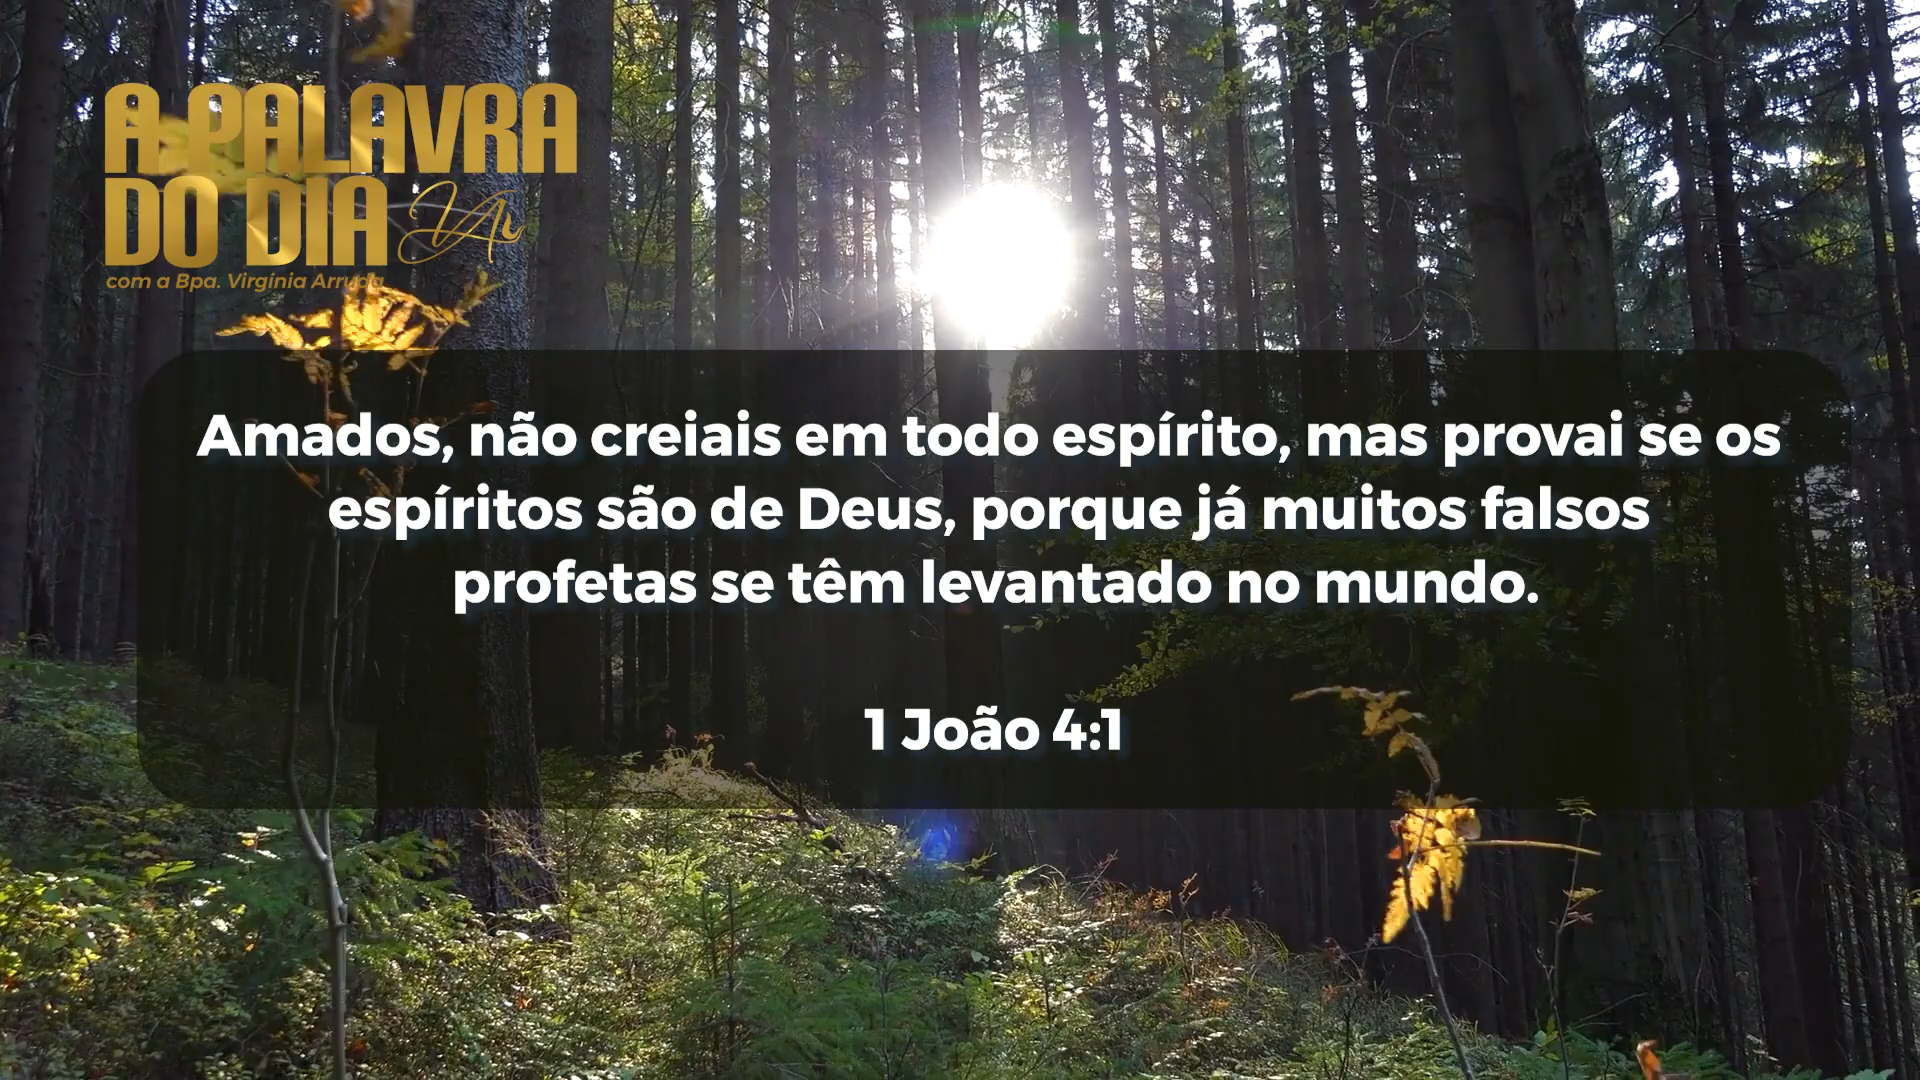 A PALAVRA
DO DIA
com a Bpa. Virgínia Arruda
Amados, não creiais em todo espírito, mas provai se os
espíritos são de Deus, porque já muitos falsos
profetas se têm levantado no mundo.
1 João 4:1